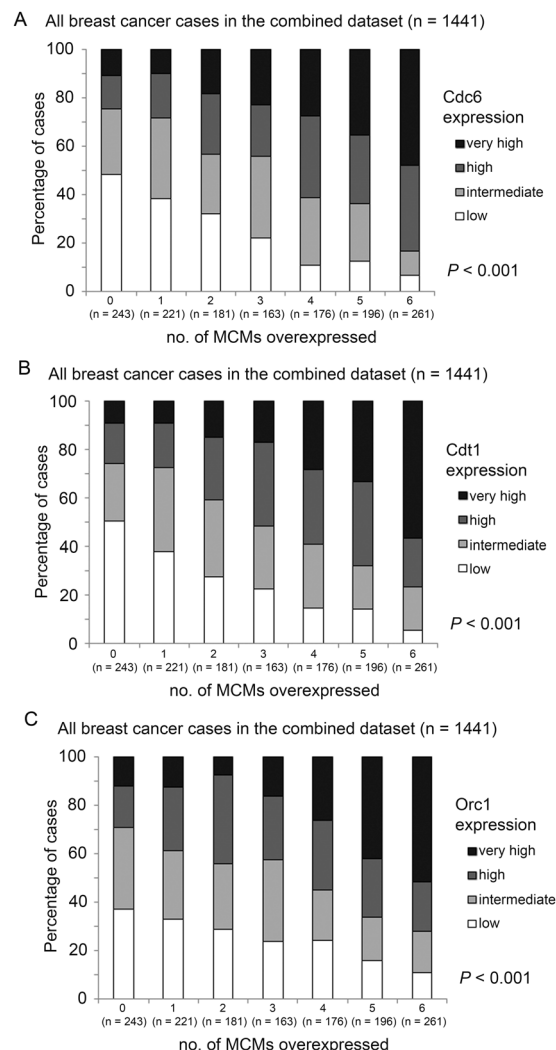 A
All breast cancer cases in the combined dataset (n = 1441)
100
80
60
40
20
0
Percentage of cases
Cdc6
expression
very high
high
intermediate
low
P < 0.001
0 1 2 3 4 5 6
(n = 243) (n = 221) (n = 181) (n = 163) (n = 176) (n = 196) (n = 261)
no. of MCMs overexpressed
B
All breast cancer cases in the combined dataset (n = 1441)
100
80
60
40
20
0
Percentage of cases
Cdt1
expression
very high
high
intermediate
low
P < 0.001
0 1 2 3 4 5 6
(n = 243) (n = 221) (n = 181) (n = 163) (n = 176) (n = 196) (n = 261)
no. of MCMs overexpressed
C
All breast cancer cases in the combined dataset (n = 1441)
100
80
60
40
20
0
Percentage of cases
Orc1
expression
very high
high
intermediate
low
P < 0.001
0 1 2 3 4 5 6
(n = 243) (n = 221) (n = 181) (n = 163) (n = 176) (n = 196) (n = 261)
no. of MCMs overexpressed